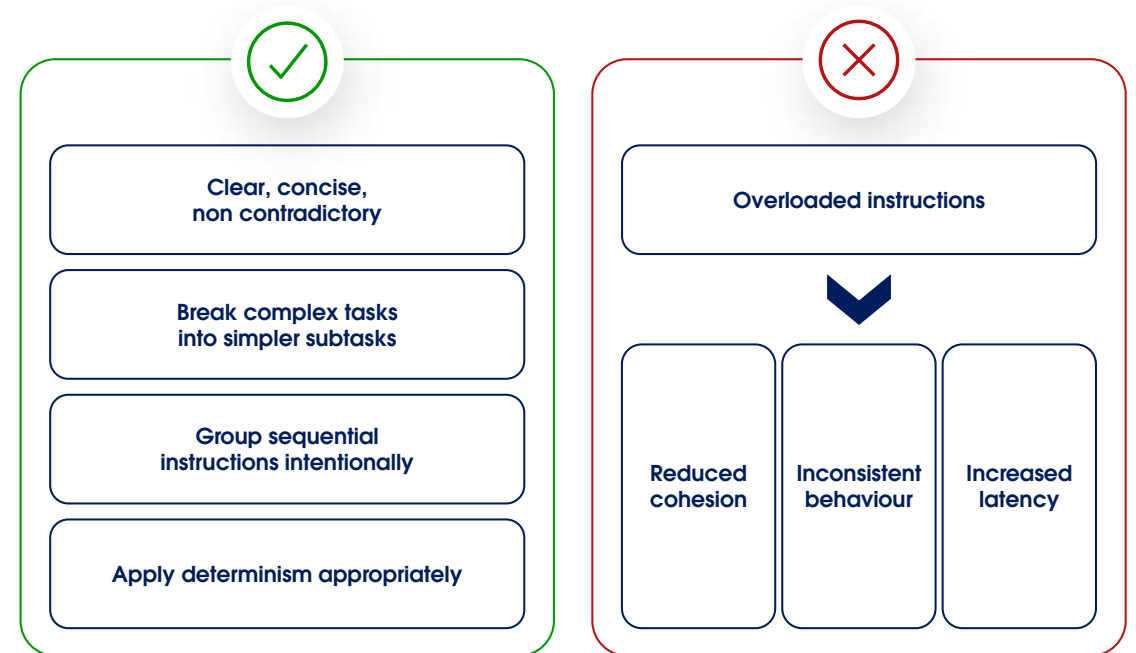 Clear, concise,
non contradictory
Break complex tasks
into simpler subtasks
Group sequential
instructions intentionally
Apply determinism appropriately
Overloaded instructions
Reduced
cohesion
Inconsistent
behaviour
Increased
latency